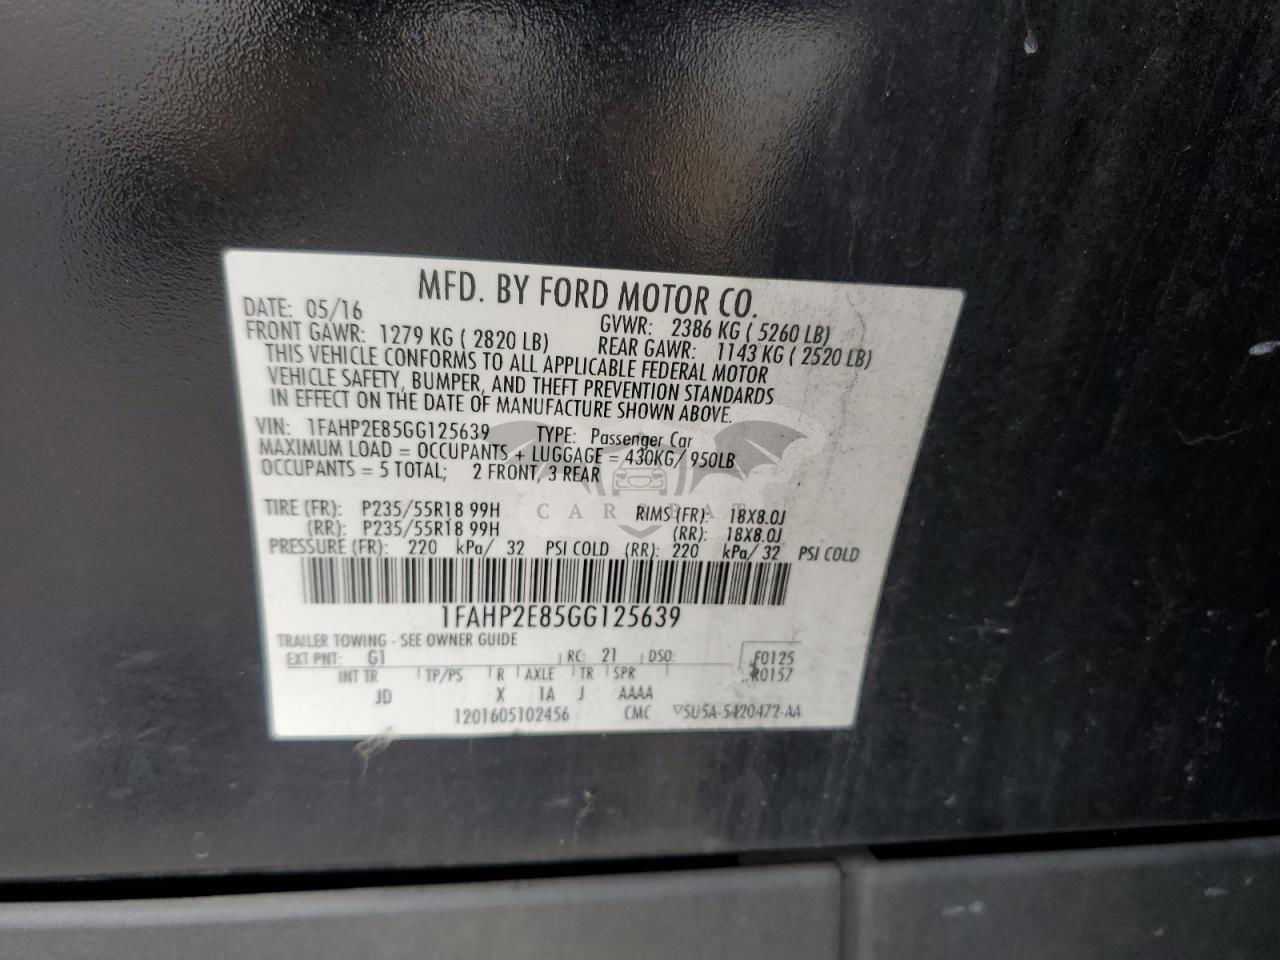 MFD. BY FORD MOTOR CO.
DATE: 05/16 GVWR: 2386 KG ( 5260 LB)
FRONT GAWR: 1279 KG ( 2820 LB) REAR GAWR: 1143 KG ( 2520 LB)
THIS VEHICLE CONFORMS TO ALL APPLICABLE FEDERAL MOTOR
VEHICLE SAFETY, BUMPER, AND THEFT PREVENTION STANDARDS
IN EFFECT ON THE DATE OF MANUFACTURE SHOWN ABOVE.
VIN: 1FAHP2E85GG125639 TYPE: Passenger Car
MAXIMUM LOAD = OCCUPANTS + LUGGAGE = 430KG/ 950LB
OCCUPANTS = 5 TOTAL; 2 FRONT, 3 REAR
TIRE (FR): P235/55R18 99H RIMS (FR): 18X8.0J
(RR): P235/55R18 99H (RR): 18X8.0J
PRESSURE (FR): 220 kPa/ 32 PSI COLD (RR): 220 kPa/ 32 PSI COLD
1FAHP2E85GG125639
TRAILER TOWING - SEE OWNER GUIDE
EXT PNT: G1 RC: 21 DSO: F0125
INT TR TP/PS R AXLE TR SPR R0157
JD X 1A J AAAA
1201605102456 CMC 5U5A-5420472-AA